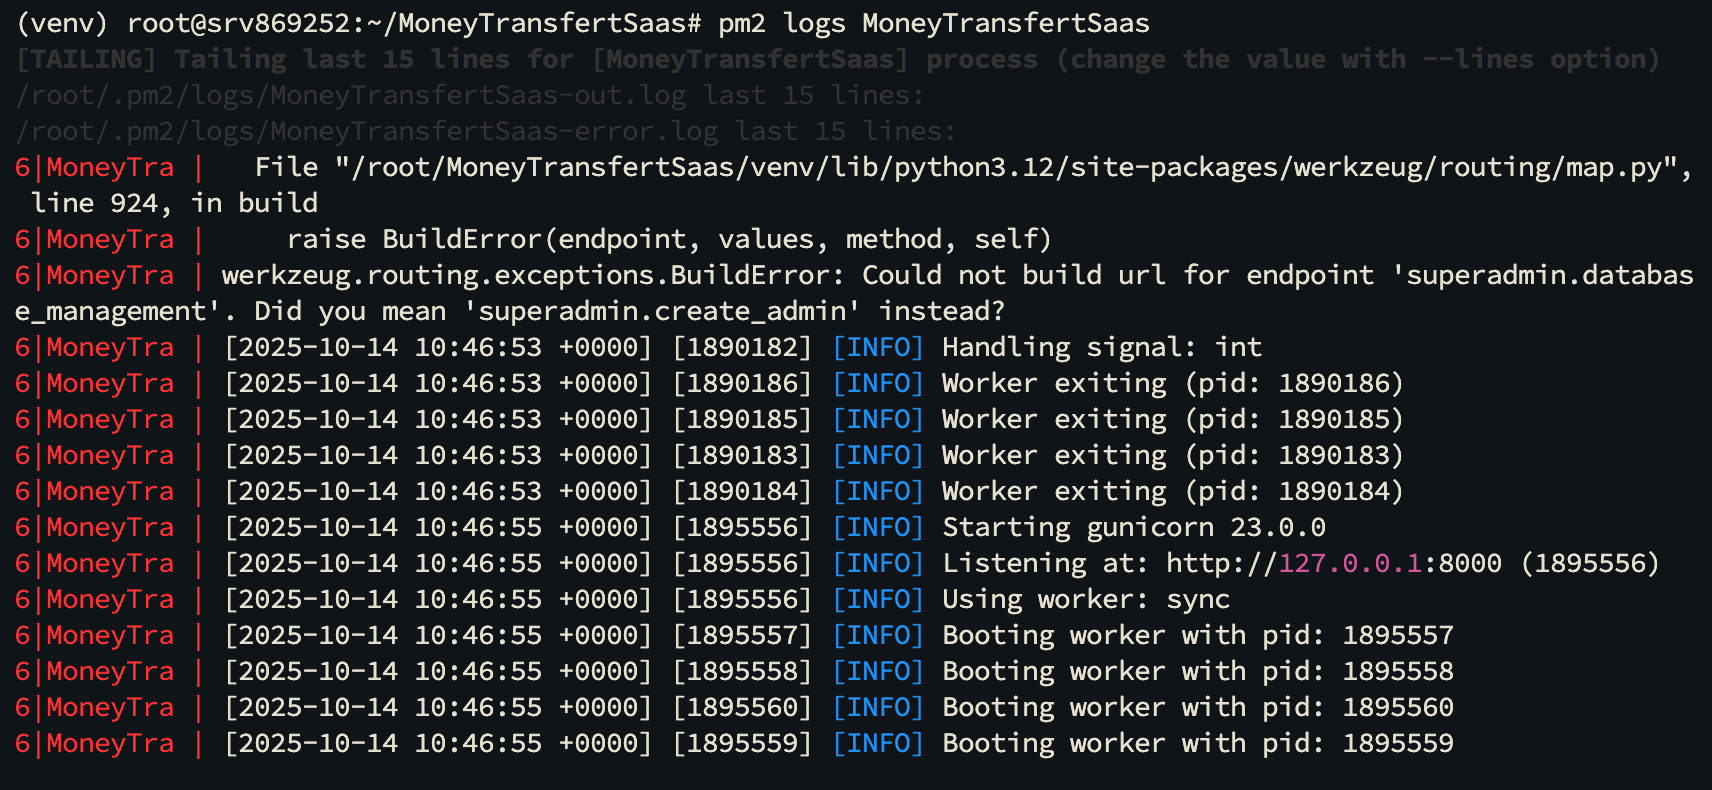 (venv) root@srv869252:~/MoneyTransfertSaas# pm2 logs MoneyTransfertSaas
[TAILING] Tailing last 15 lines for [MoneyTransfertSaas] process (change the value with --lines option)
/root/.pm2/logs/MoneyTransfertSaas-out.log last 15 lines:
/root/.pm2/logs/MoneyTransfertSaas-error.log last 15 lines:
6|MoneyTra |   File "/root/MoneyTransfertSaas/venv/lib/python3.12/site-packages/werkzeug/routing/map.py",
 line 924, in build
6|MoneyTra |     raise BuildError(endpoint, values, method, self)
6|MoneyTra | werkzeug.routing.exceptions.BuildError: Could not build url for endpoint 'superadmin.databas
e_management'. Did you mean 'superadmin.create_admin' instead?
6|MoneyTra | [2025-10-14 10:46:53 +0000] [1890182] [INFO] Handling signal: int
6|MoneyTra | [2025-10-14 10:46:53 +0000] [1890186] [INFO] Worker exiting (pid: 1890186)
6|MoneyTra | [2025-10-14 10:46:53 +0000] [1890185] [INFO] Worker exiting (pid: 1890185)
6|MoneyTra | [2025-10-14 10:46:53 +0000] [1890183] [INFO] Worker exiting (pid: 1890183)
6|MoneyTra | [2025-10-14 10:46:53 +0000] [1890184] [INFO] Worker exiting (pid: 1890184)
6|MoneyTra | [2025-10-14 10:46:55 +0000] [1895556] [INFO] Starting gunicorn 23.0.0
6|MoneyTra | [2025-10-14 10:46:55 +0000] [1895556] [INFO] Listening at: http://127.0.0.1:8000 (1895556)
6|MoneyTra | [2025-10-14 10:46:55 +0000] [1895556] [INFO] Using worker: sync
6|MoneyTra | [2025-10-14 10:46:55 +0000] [1895557] [INFO] Booting worker with pid: 1895557
6|MoneyTra | [2025-10-14 10:46:55 +0000] [1895558] [INFO] Booting worker with pid: 1895558
6|MoneyTra | [2025-10-14 10:46:55 +0000] [1895560] [INFO] Booting worker with pid: 1895560
6|MoneyTra | [2025-10-14 10:46:55 +0000] [1895559] [INFO] Booting worker with pid: 1895559